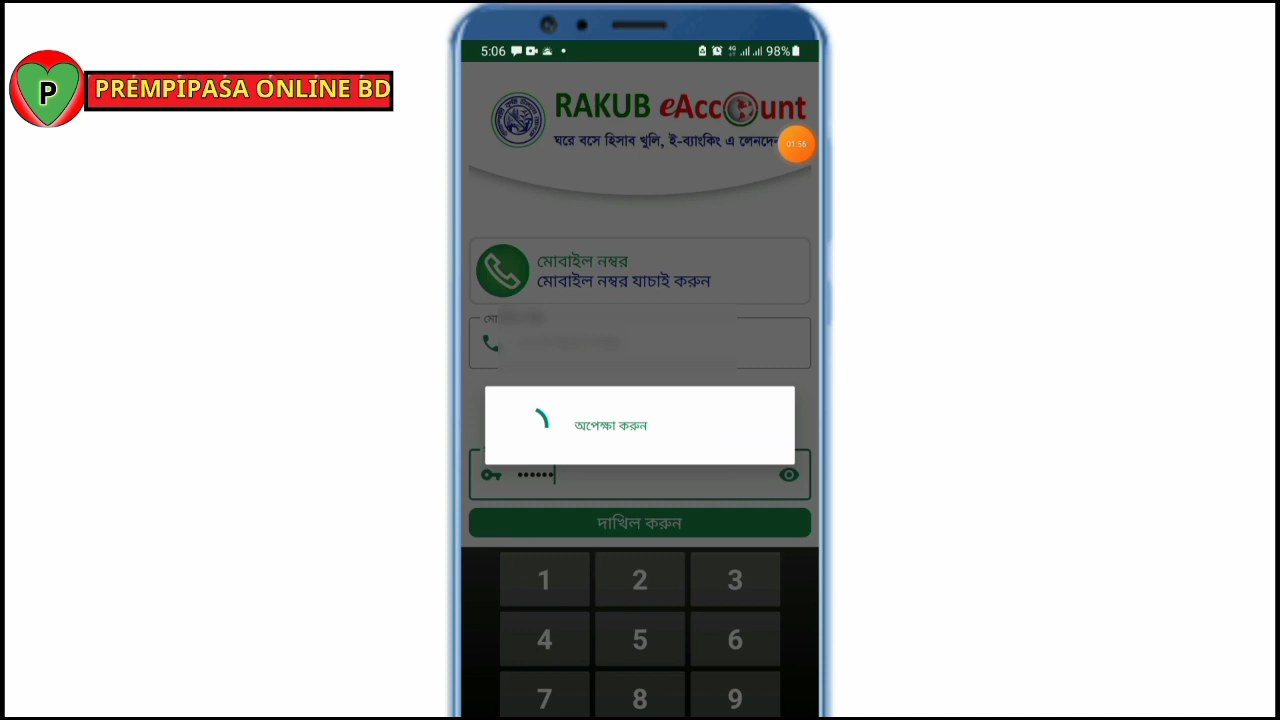 P
PREMPIPASA ONLINE BD
5:06
4G
98%
RAKUB eAccount
ঘরে বসে হিসাব খুলি, ই-ব্যাংকিং এ লেনদেন
01:56
মোবাইল নম্বর
মোবাইল নম্বর যাচাই করুন
মো
অপেক্ষা করুন
দাখিল করুন
1 2 3
4 5 6
7 8 9